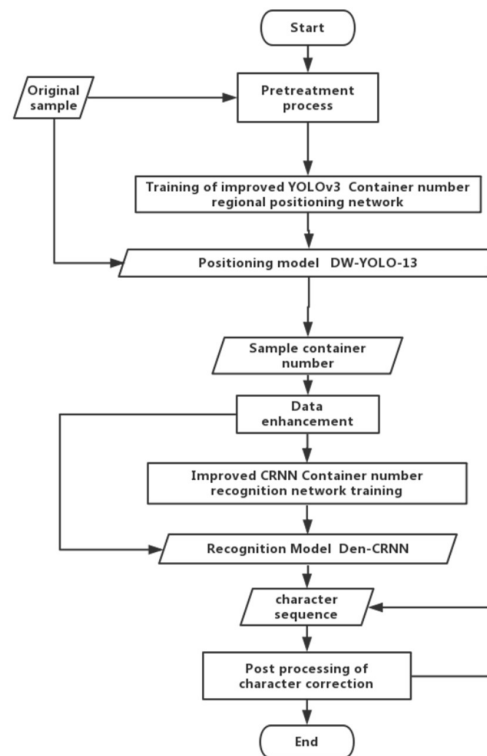 Start
Original
sample
Pretreatment
process
Training of improved YOLOv3 Container number
regional positioning network
Positioning model DW-YOLO-13
Sample container
number
Data
enhancement
Improved CRNN Container number
recognition network training
Recognition Model Den-CRNN
character
sequence
Post processing of
character correction
End